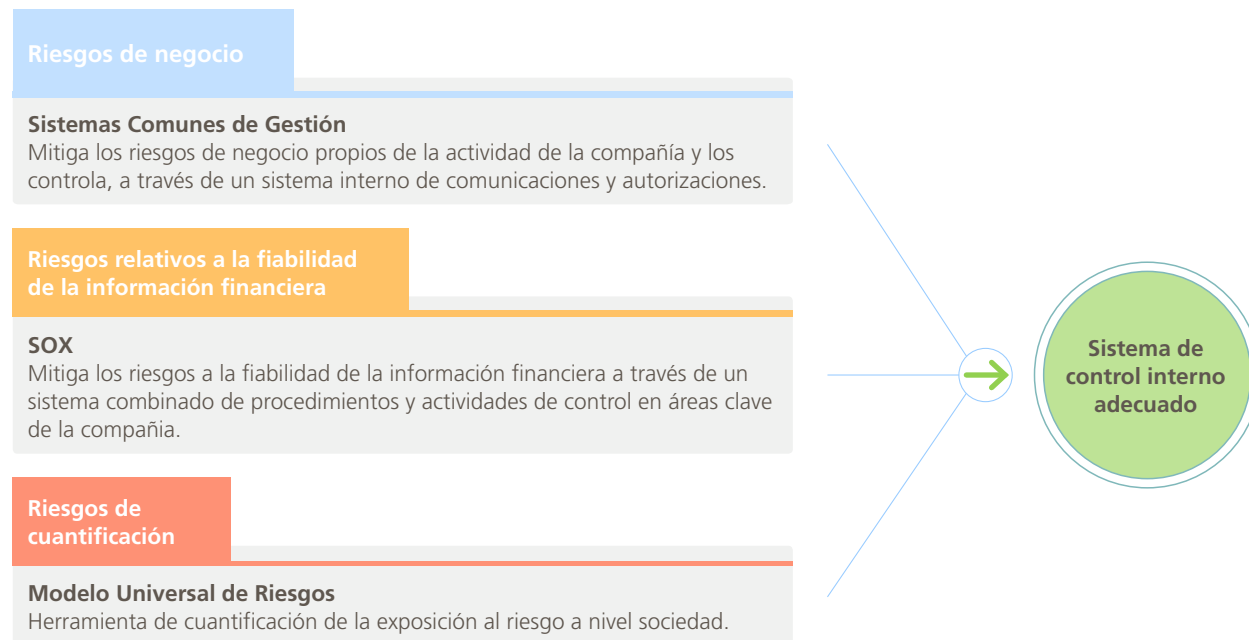 Riesgos de negocio
Sistemas Comunes de Gestión
Mitiga los riesgos de negocio propios de la actividad de la compañía y los
controla, a través de un sistema interno de comunicaciones y autorizaciones.
Riesgos relativos a la fiabilidad
de la información financiera
SOX
Mitiga los riesgos a la fiabilidad de la información financiera a través de un
sistema combinado de procedimientos y actividades de control en áreas clave
de la compañia.
Riesgos de
cuantificación
Modelo Universal de Riesgos
Herramienta de cuantificación de la exposición al riesgo a nivel sociedad.
Sistema de
control interno
adecuado